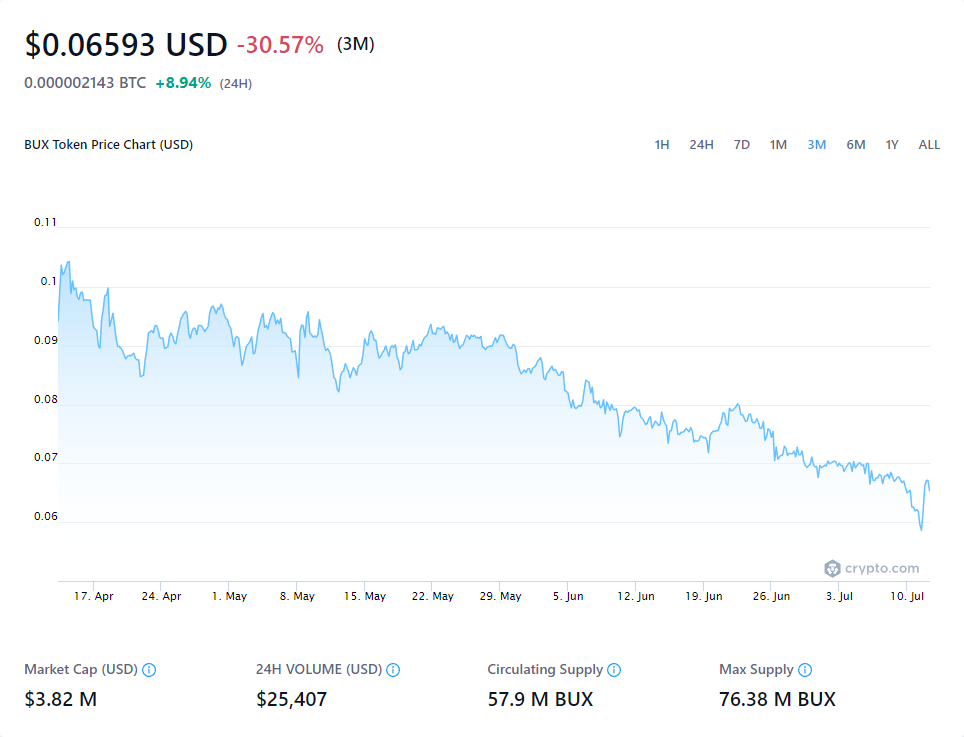 $0.06593 USD -30.57% (3M)
0.000002143 BTC +8.94% (24H)
BUX Token Price Chart (USD)
1H 24H 7D 1M 3M 6M 1Y ALL
0.11
0.1
0.09
0.08
0.07
0.06
crypto.com
17. Apr 24. Apr 1. May 8. May 15. May 22. May 29. May 5. Jun 12. Jun 19. Jun 26. Jun 3. Jul 10. Jul
Market Cap (USD) 24H VOLUME (USD) Circulating Supply Max Supply
$3.82 M $25,407 57.9 M BUX 76.38 M BUX